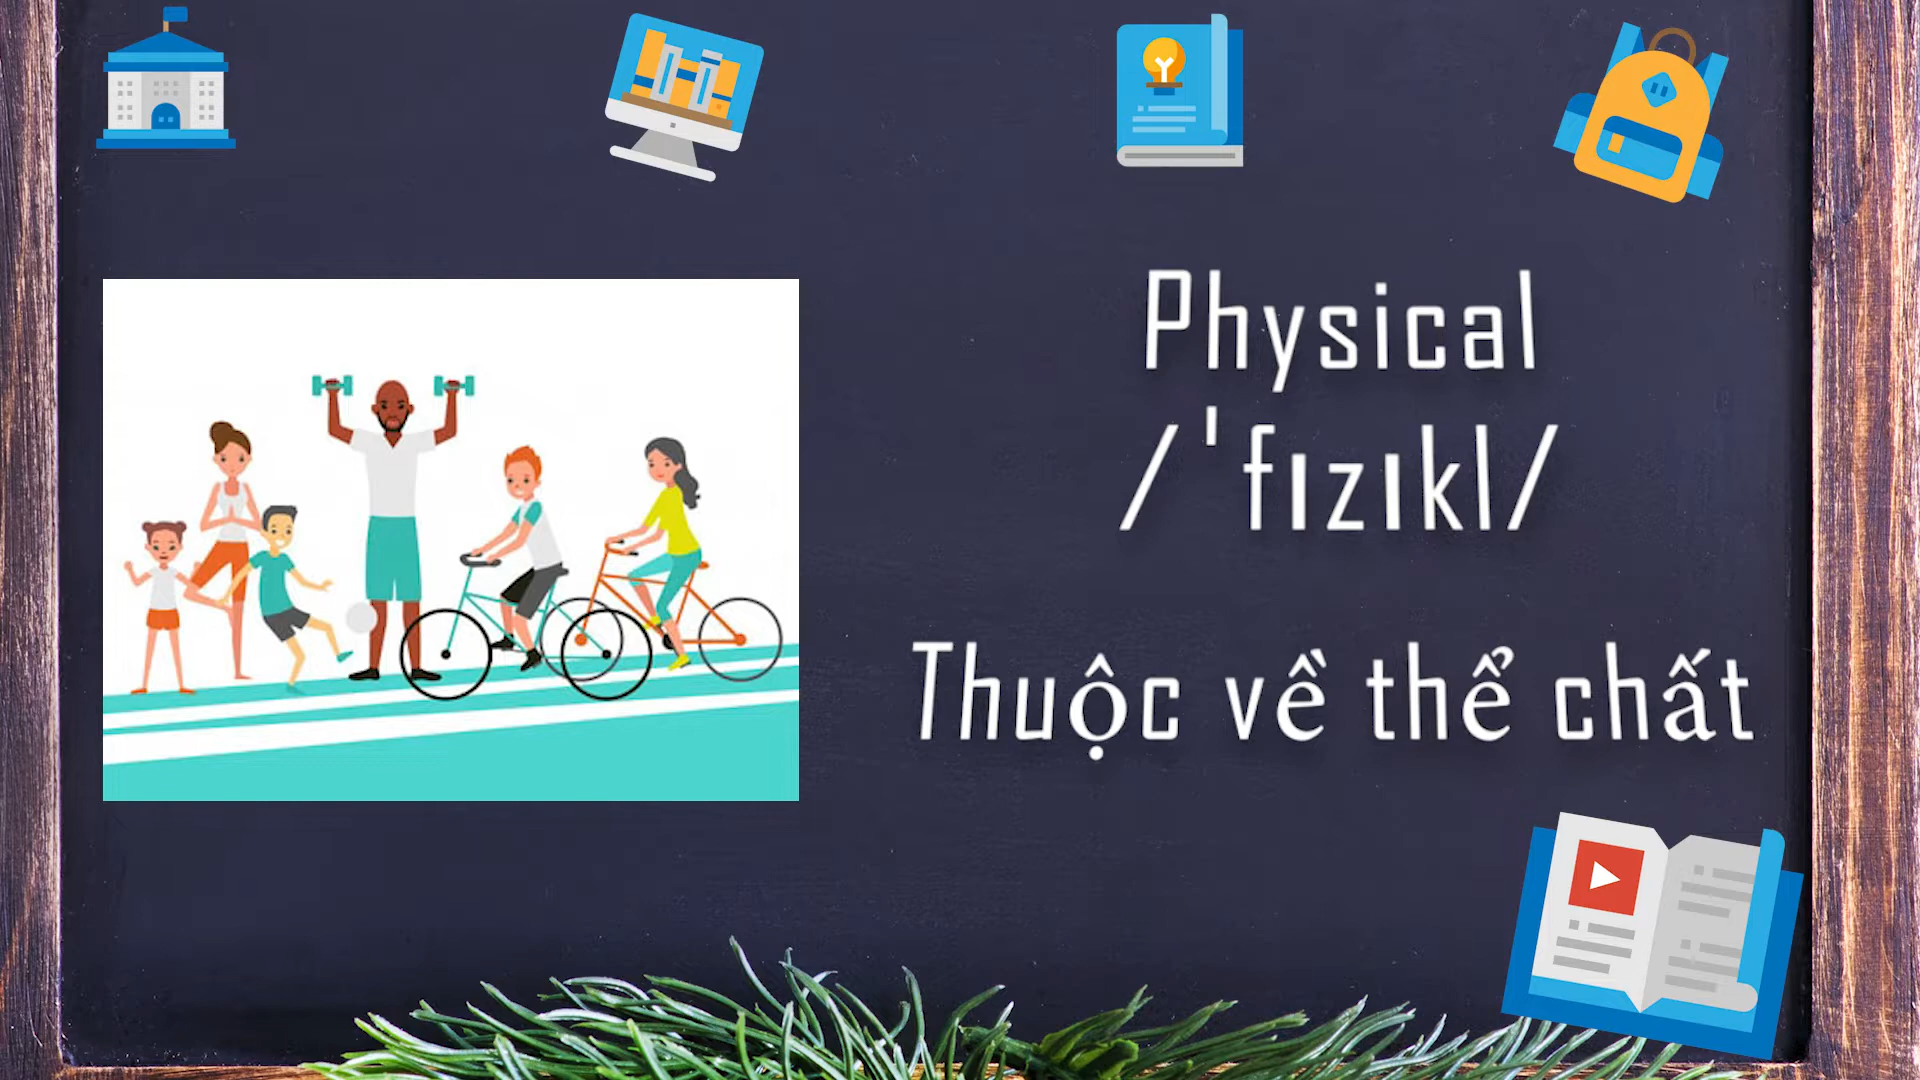 Physical
/ˈfɪzɪkl/
Thuộc về thể chất